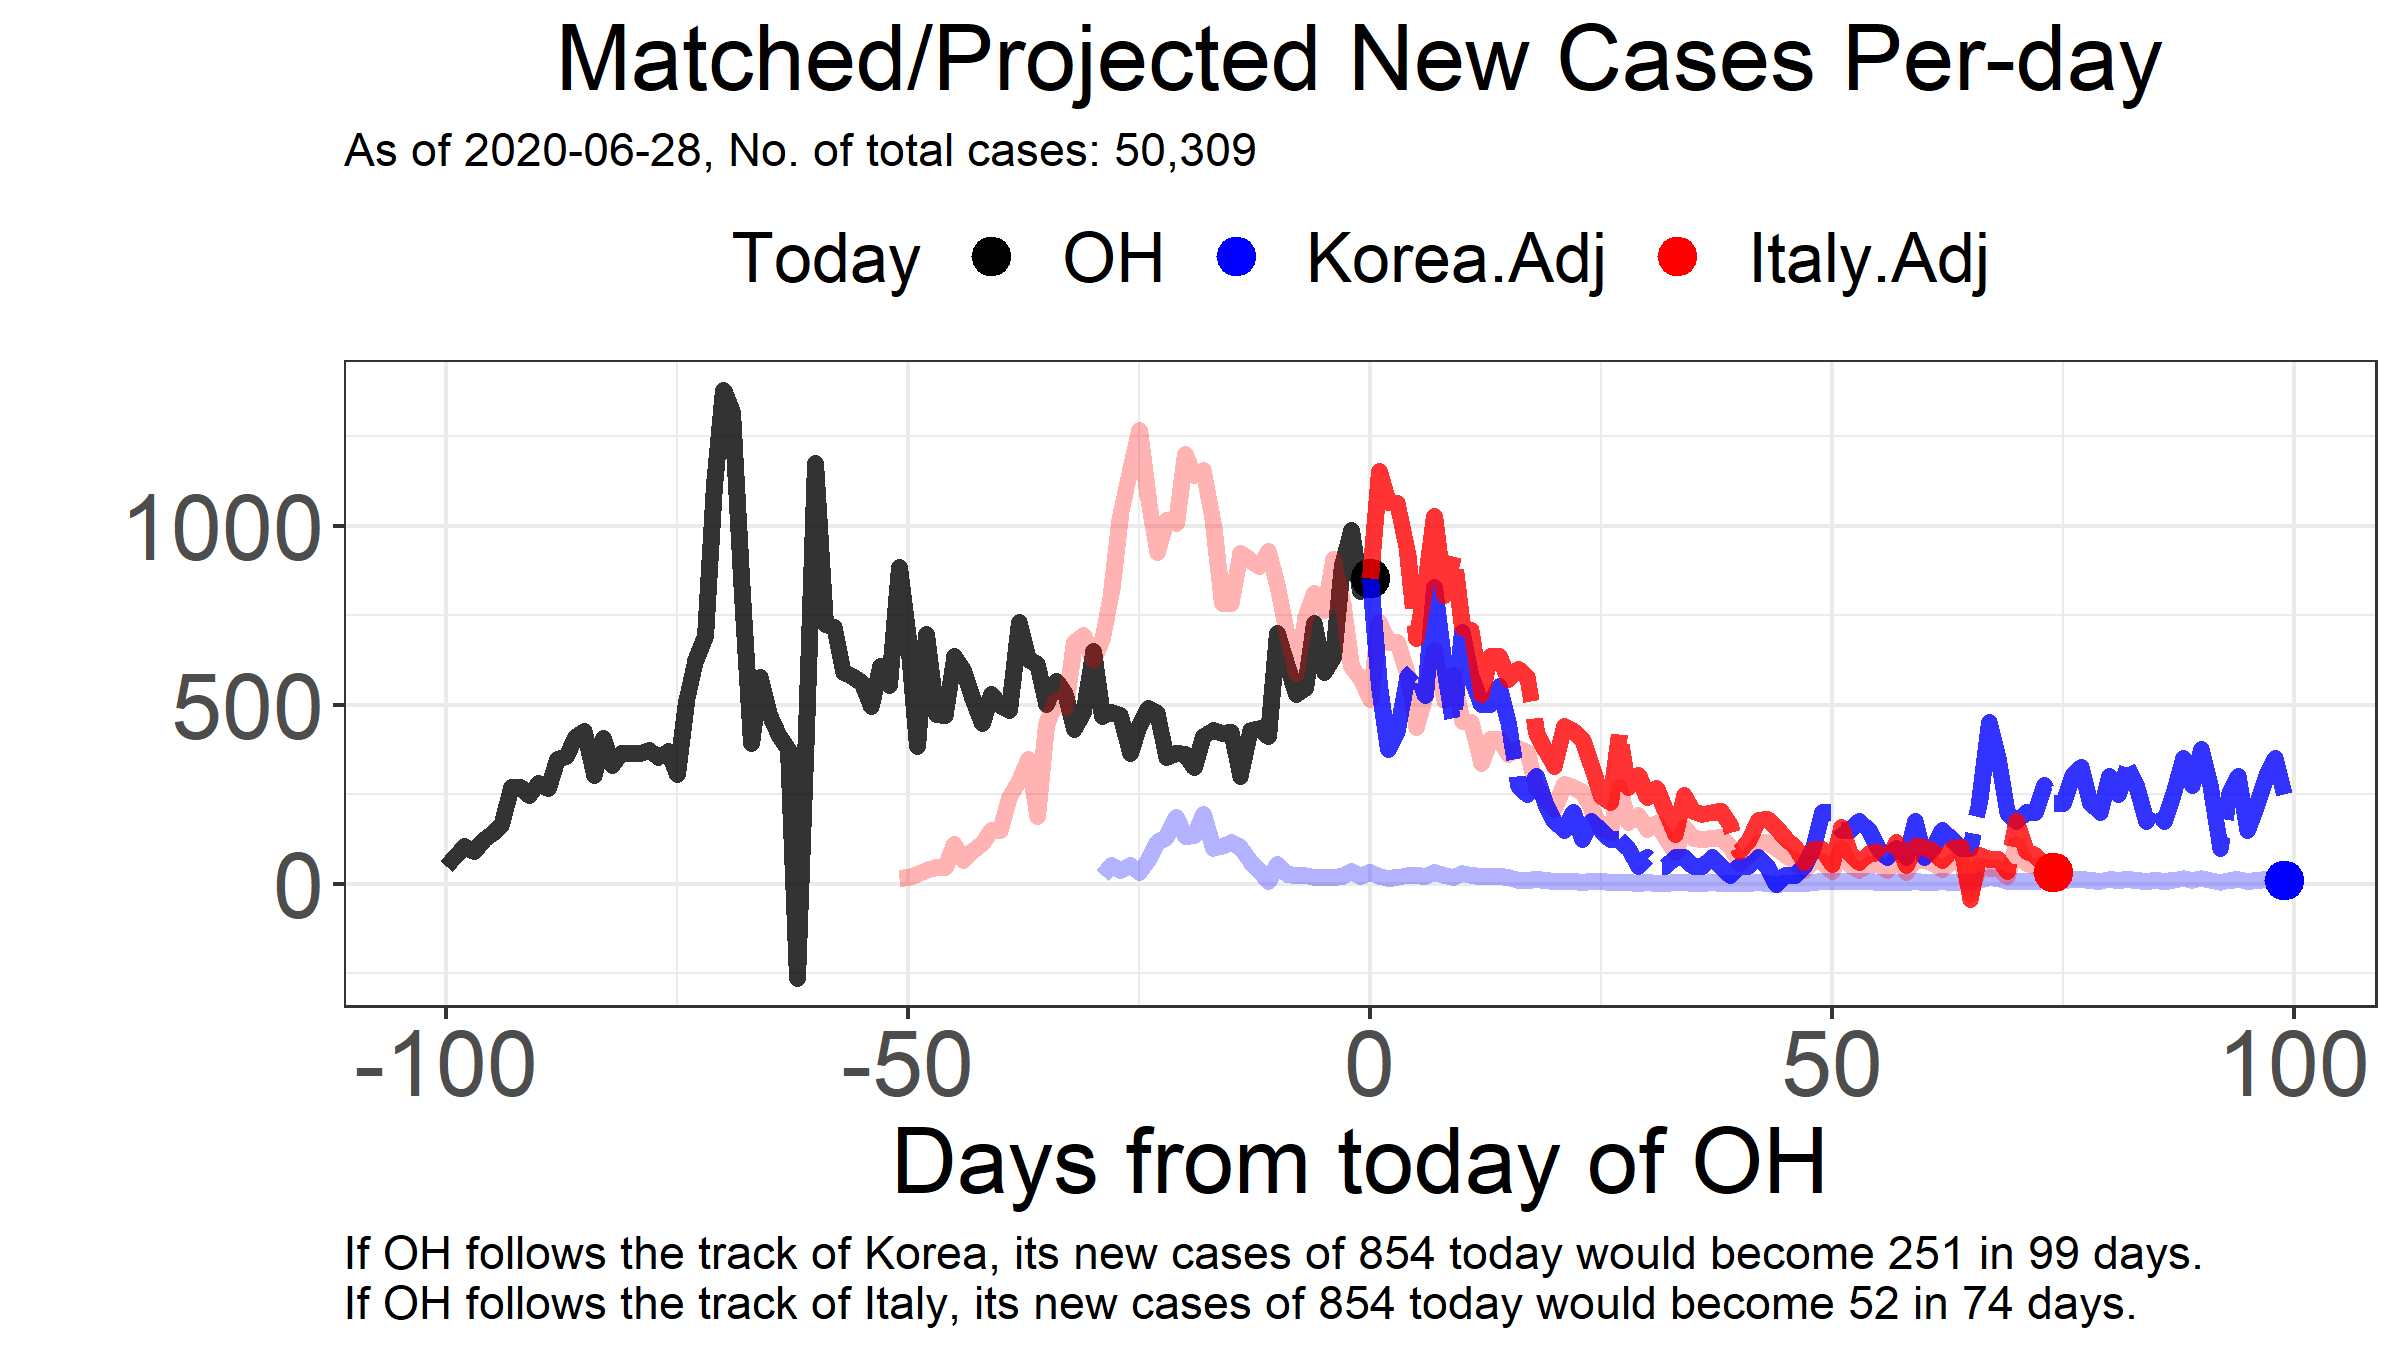 Matched/Projected New Cases Per-day
As of 2020-06-28, No. of total cases: 50,309
Today OH Korea.Adj Italy.Adj
1000
500
0
-100 -50 0 50 100
Days from today of OH
If OH follows the track of Korea, its new cases of 854 today would become 251 in 99 days.
If OH follows the track of Italy, its new cases of 854 today would become 52 in 74 days.